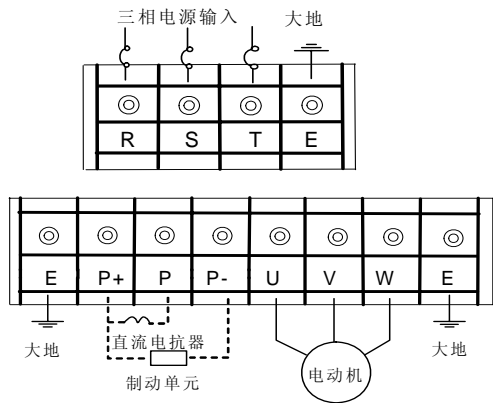 三相电源输入 大地
R S T E
E P+ P P- U V W E
大地 直流电抗器 电动机 大地
制动单元